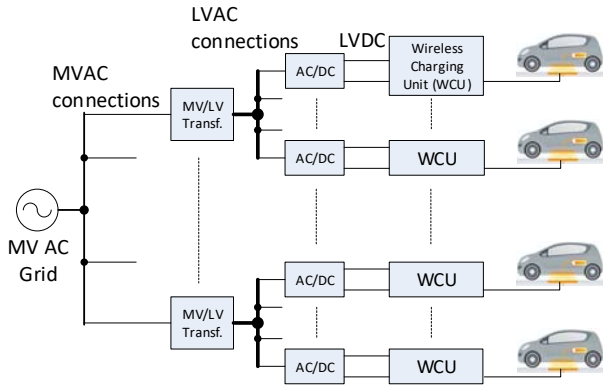 LVAC
connections
LVDC
MVAC
connections
MV/LV
Transf.
AC/DC
Wireless
Charging
Unit (WCU)
AC/DC
WCU
MV AC
Grid
AC/DC
WCU
MV/LV
Transf.
AC/DC
WCU